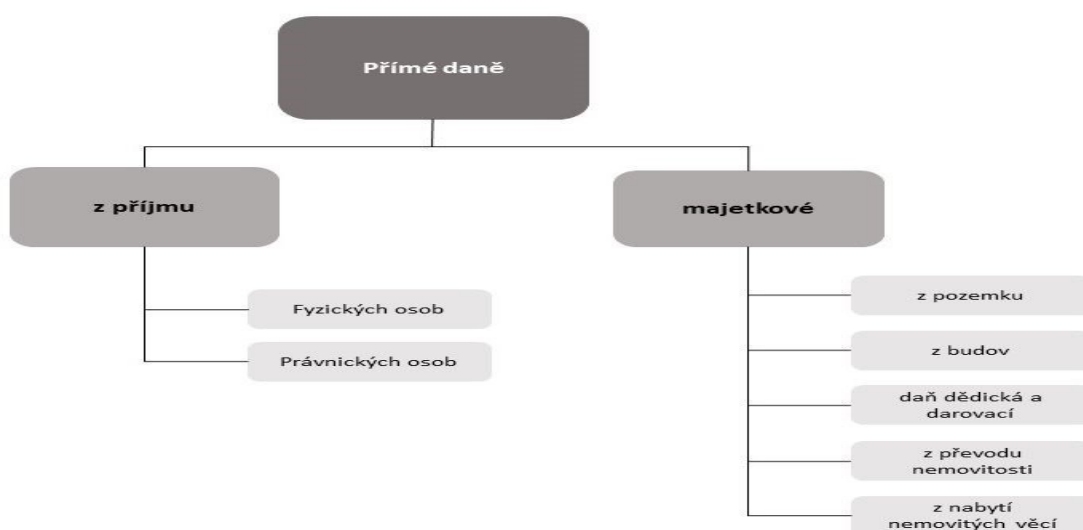 Přímé daně
z příjmu
majetkové
Fyzických osob
Právnických osob
z pozemku
z budov
daň dědická a
darovací
z převodu
nemovitosti
z nabytí
nemovitých věcí